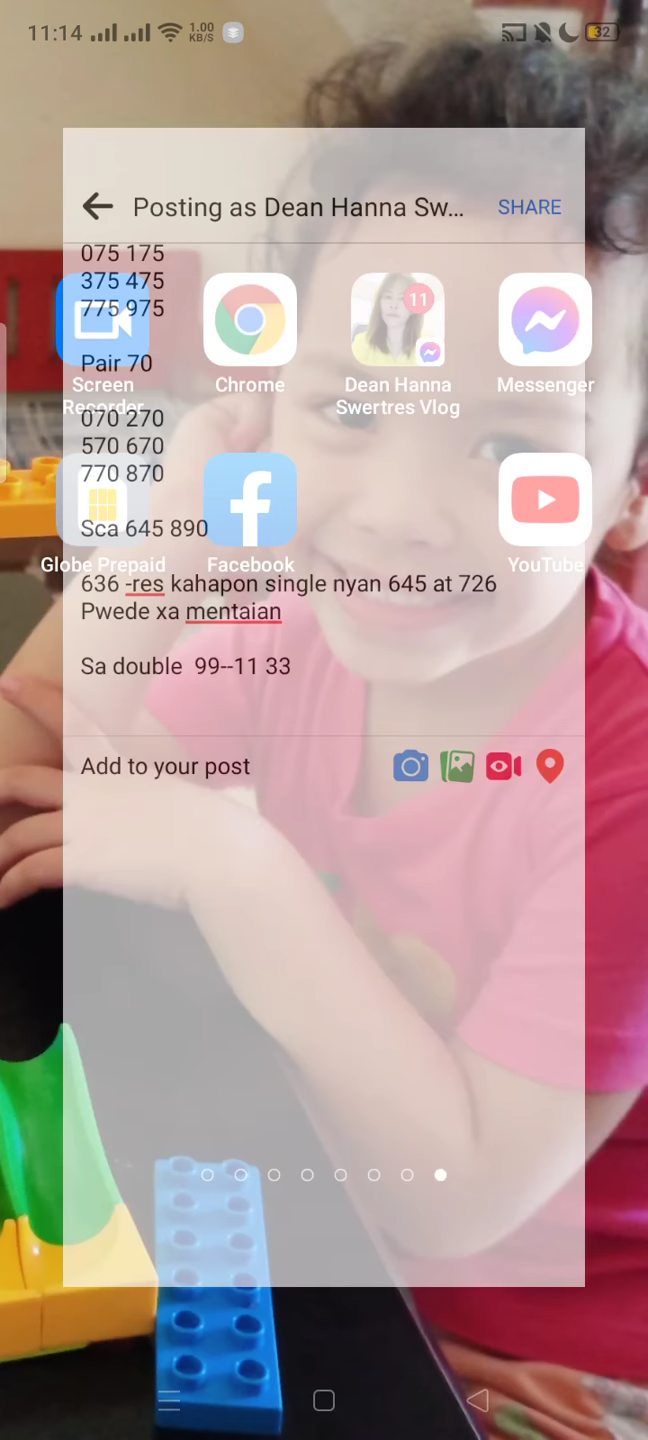 11:14
1.00
KB/S
32
Posting as Dean Hanna Sw...
SHARE
075 175
375 475
775 975
11
Pair 70
Screen
Recorder
Chrome
Dean Hanna
Swertres Vlog
Messenger
070 270
570 670
770 870
Sca 645 890
Globe Prepaid
Facebook
YouTube
636 -res kahapon single nyan 645 at 726
Pwede xa mentaian
Sa double 99--11 33
Add to your post